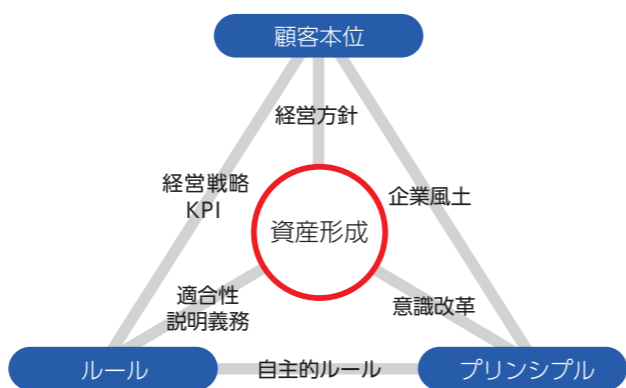 顧客本位
経営方針
経営戦略
KPI
企業風土
資産形成
適合性
説明義務
意識改革
ルール
自主的ルール
プリンシプル